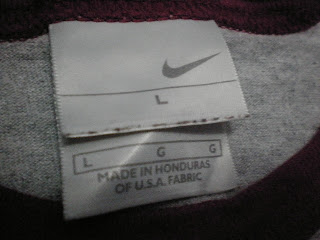 L
L G G
MADE IN HONDURAS
OF U.S.A. FABRIC